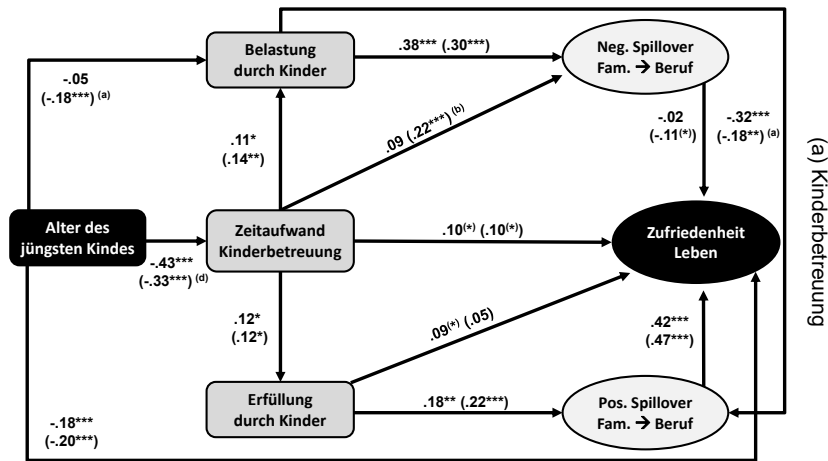 Belastung
durch Kinder
.38*** (.30***)
Neg. Spillover
Fam. → Beruf
-.05
(-.18***) (a)
.11*
(.14**)
.09 (.22***) (b)
-.02
(-.11(*))
-.32***
(-.18**) (a)
(a) Kinderbetreuung
Alter des
jüngsten Kindes
-.43***
(-.33***) (d)
Zeitaufwand
Kinderbetreuung
.10(*) (.10(*))
Zufriedenheit
Leben
.12*
(.12*)
.09(*) (.05)
.42***
(.47***)
Erfüllung
durch Kinder
.18** (.22***)
Pos. Spillover
Fam. → Beruf
-.18***
(-.20***)